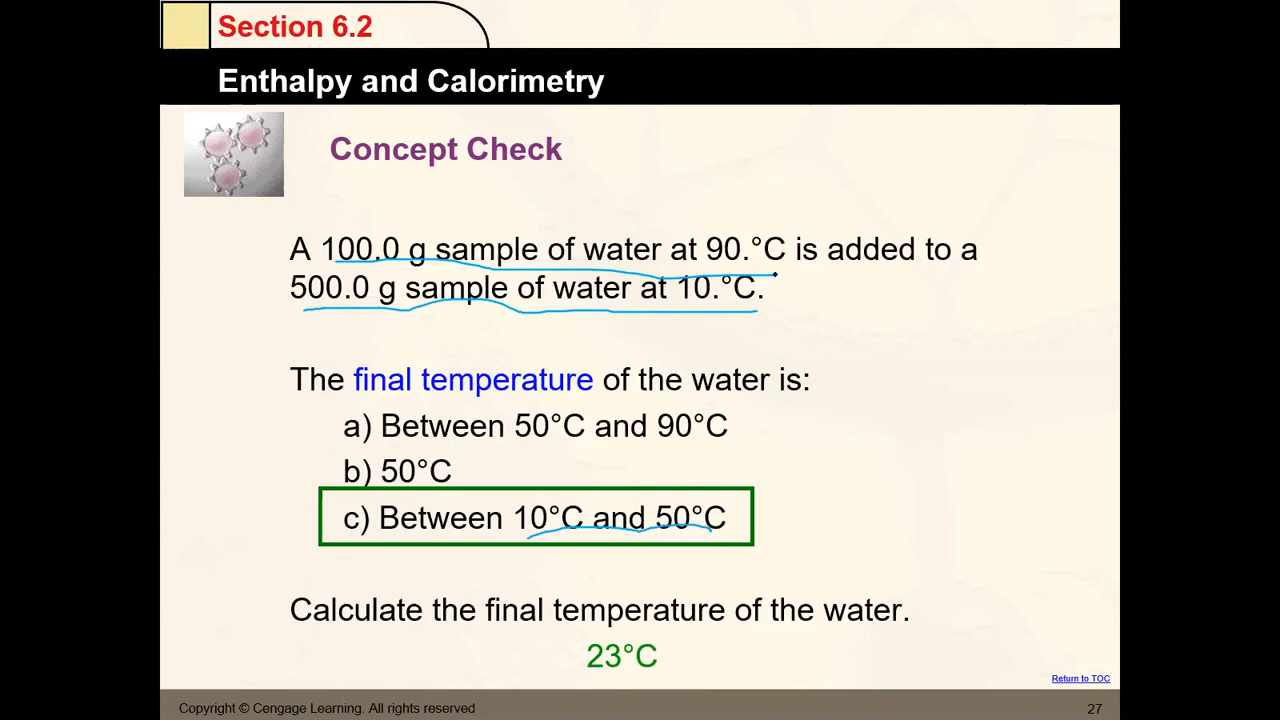 Section 6.2
Enthalpy and Calorimetry
Concept Check
A 100.0 g sample of water at 90.°C is added to a
500.0 g sample of water at 10.°C.
The final temperature of the water is:
a) Between 50°C and 90°C
b) 50°C
c) Between 10°C and 50°C
Calculate the final temperature of the water.
23°C
Return to TOC
Copyright © Cengage Learning. All rights reserved
27